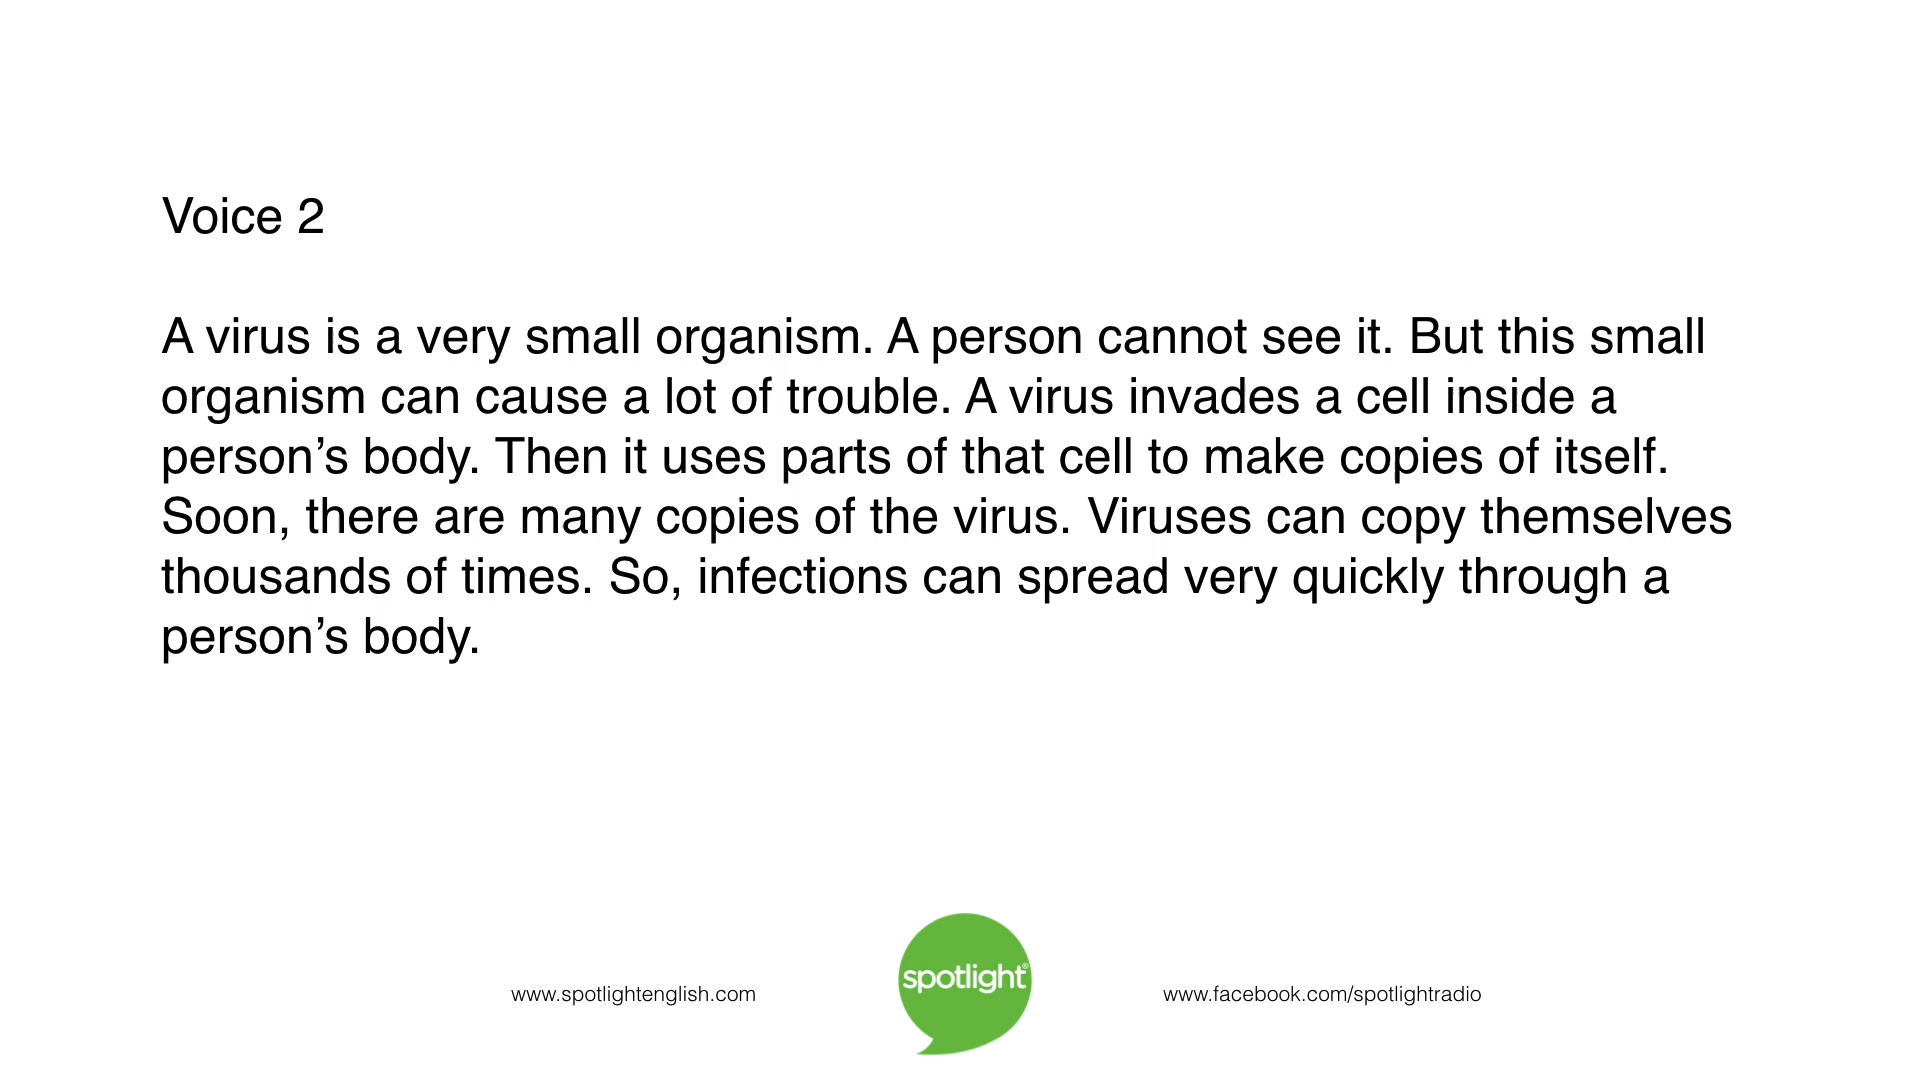 Voice 2
A virus is a very small organism. A person cannot see it. But this small
organism can cause a lot of trouble. A virus invades a cell inside a
person’s body. Then it uses parts of that cell to make copies of itself.
Soon, there are many copies of the virus. Viruses can copy themselves
thousands of times. So, infections can spread very quickly through a
person’s body.
www.spotlightenglish.com
spotlight®
www.facebook.com/spotlightradio